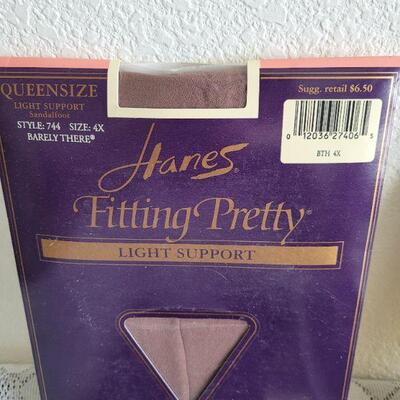 QUEENSIZE
LIGHT SUPPORT
Sandalfoot
STYLE: 744 SIZE: 4X
BARELY THERE®
Sugg. retail $6.50
0 12036 27406 5
BTH 4X
Hanes®
Fitting Pretty®
LIGHT SUPPORT